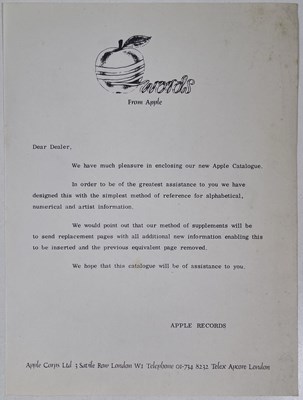 Records
From Apple
Dear Dealer,
We have much pleasure in enclosing our new Apple Catalogue.
In order to be of the greatest assistance to you we have
designed this with the simplest method of reference for alphabetical,
numerical and artist information.
We would point out that our method of supplements will be
to send replacement pages with all additional new information enabling this
to be inserted and the previous equivalent page removed.
We hope that this catalogue will be of assistance to you.
APPLE RECORDS
Apple Corps Ltd 3 Savile Row London W1 Telephone 01-734 8232 Telex Apcore London